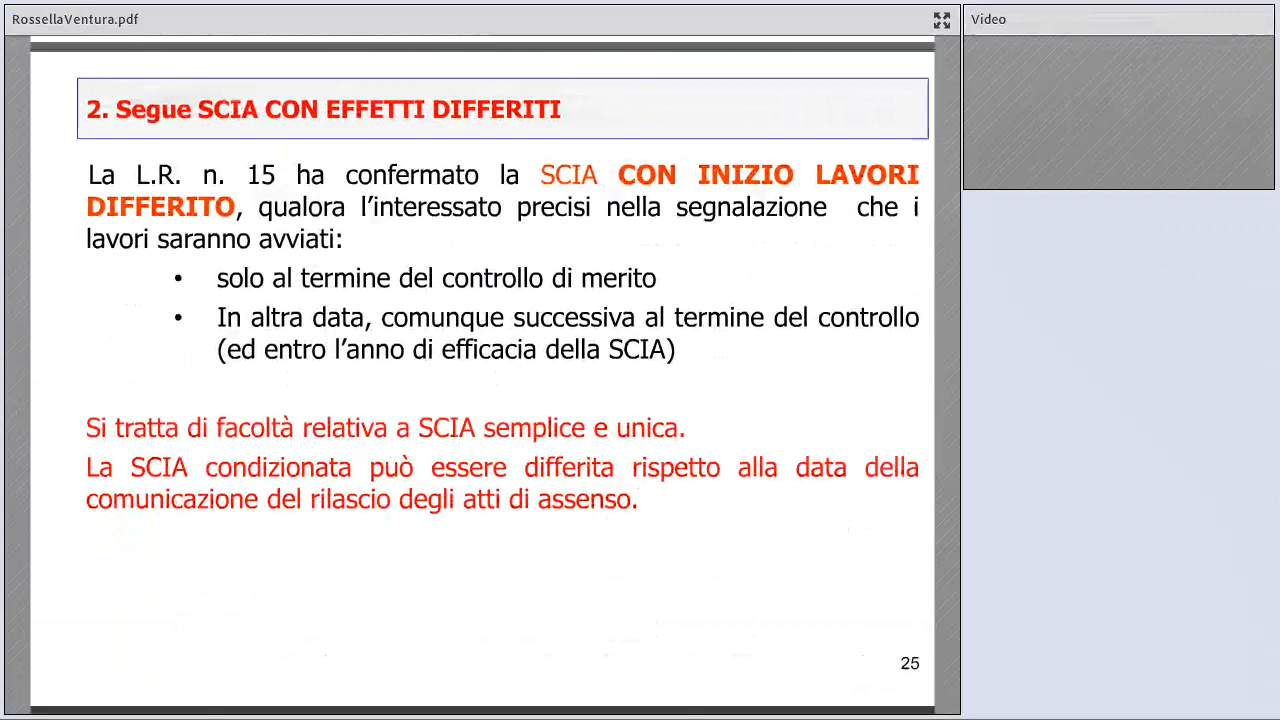 RossellaVentura.pdf
Video
2. Segue SCIA CON EFFETTI DIFFERITI
La L.R. n. 15 ha confermato la SCIA CON INIZIO LAVORI
DIFFERITO, qualora l’interessato precisi nella segnalazione che i
lavori saranno avviati:
• solo al termine del controllo di merito
• In altra data, comunque successiva al termine del controllo
(ed entro l’anno di efficacia della SCIA)
Si tratta di facoltà relativa a SCIA semplice e unica.
La SCIA condizionata può essere differita rispetto alla data della
comunicazione del rilascio degli atti di assenso.
25